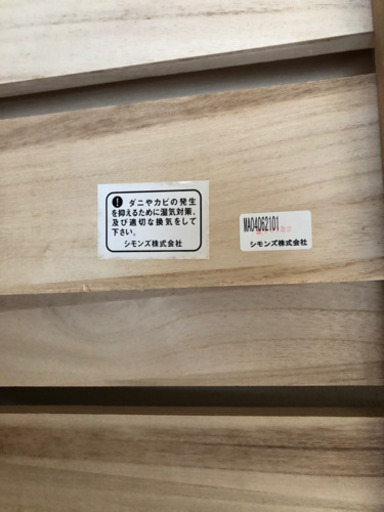 ダニやカビの発生
を抑えるために湿気対策、
及び適切な換気をして
下さい。
シモンズ株式会社
MA04062101
シモンズ株式会社